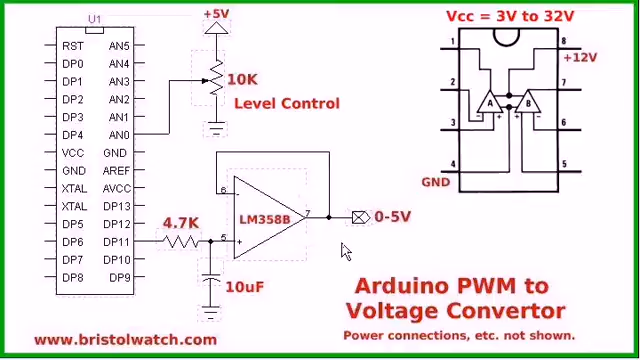 U1
+5V
Vcc = 3V to 32V
RST AN5
DP0 AN4
DP1 AN3
DP2 AN2
DP3 AN1
DP4 AN0
VCC GND
GND AREF
XTAL AVCC
XTAL DP13
DP5 DP12
DP6 DP11
DP7 DP10
DP8 DP9
10K
Level Control
1 8
+12V
2 7
A B
- + + -
3 6
4 5
GND
4.7K
10uF
6 -
LM358B
7
5 +
0-5V
Arduino PWM to
Voltage Convertor
www.bristolwatch.com
Power connections, etc. not shown.